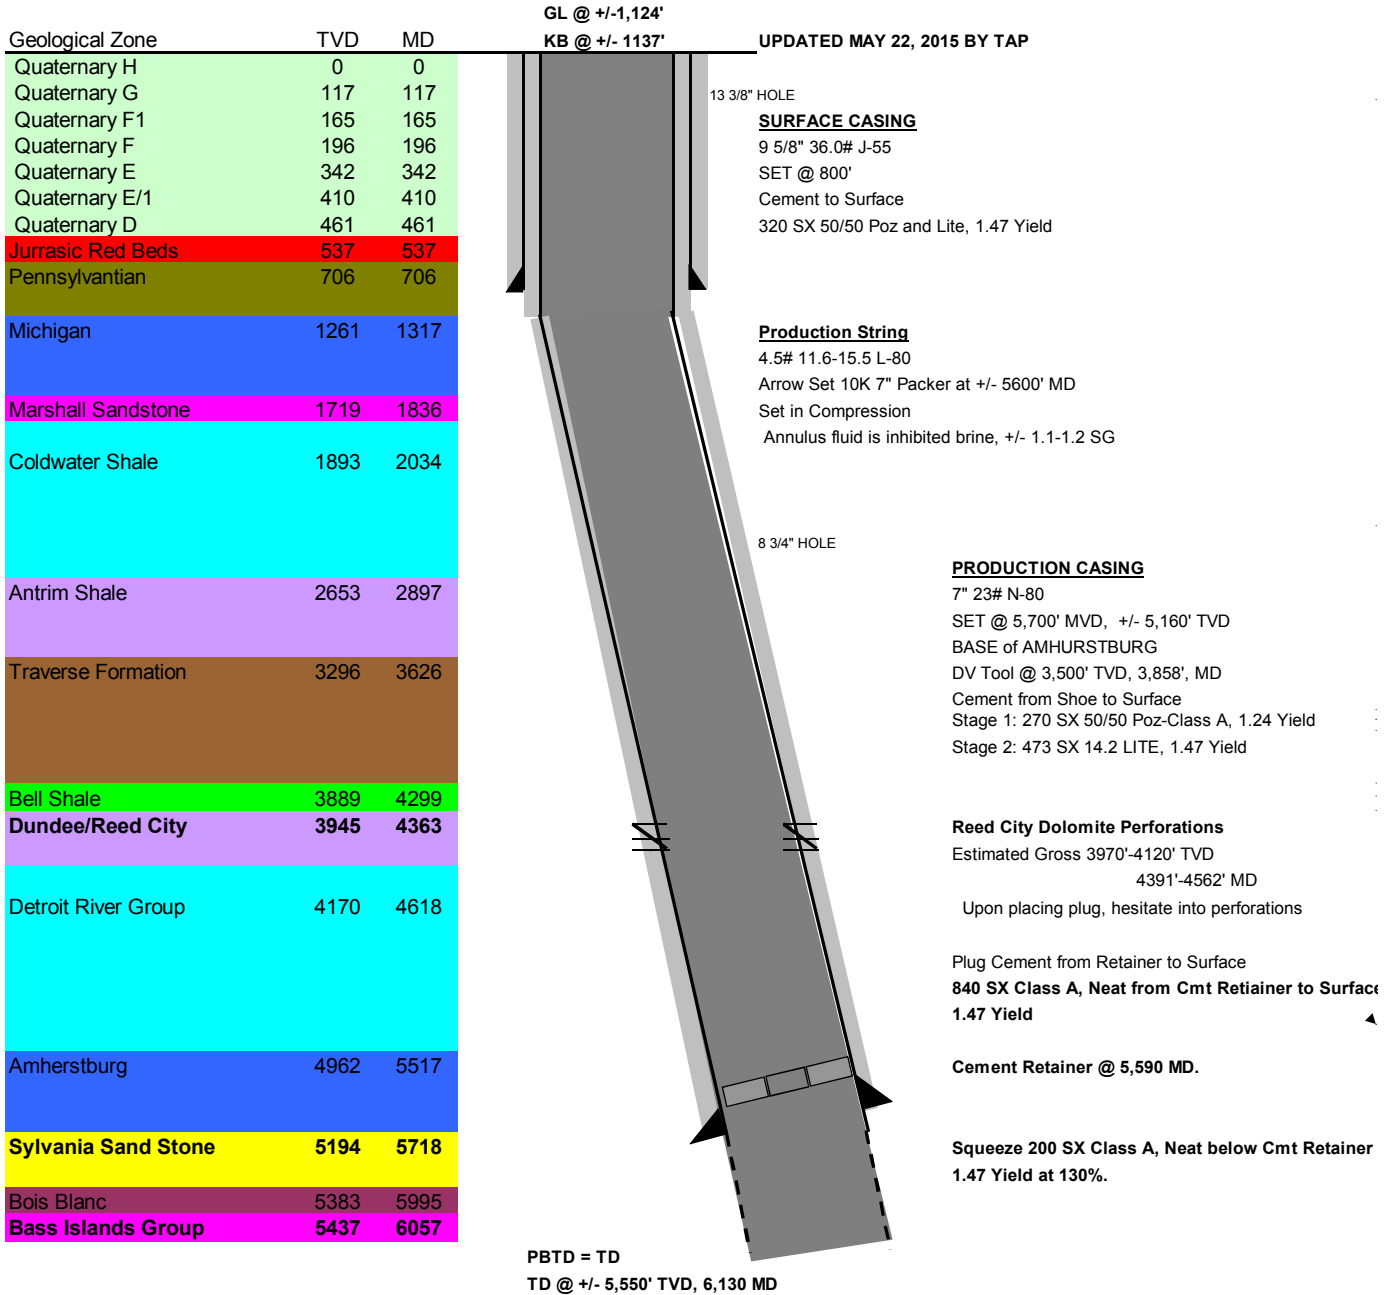 GL @ +/-1,124'
Geological Zone TVD MD KB @ +/- 1137' UPDATED MAY 22, 2015 BY TAP
Quaternary H 0 0
Quaternary G 117 117
13 3/8" HOLE
Quaternary F1 165 165
SURFACE CASING
Quaternary F 196 196
9 5/8" 36.0# J-55
Quaternary E 342 342
SET @ 800'
Quaternary E/1 410 410
Cement to Surface
Quaternary D 461 461
320 SX 50/50 Poz and Lite, 1.47 Yield
Jurrasic Red Beds 537 537
Pennsylvantian 706 706
Michigan 1261 1317
Production String
4.5# 11.6-15.5 L-80
Arrow Set 10K 7" Packer at +/- 5600' MD
Marshall Sandstone 1719 1836
Set in Compression
Annulus fluid is inhibited brine, +/- 1.1-1.2 SG
Coldwater Shale 1893 2034
8 3/4" HOLE
PRODUCTION CASING
Antrim Shale 2653 2897
7" 23# N-80
SET @ 5,700' MVD, +/- 5,160' TVD
BASE of AMHURSTBURG
Traverse Formation 3296 3626
DV Tool @ 3,500' TVD, 3,858', MD
Cement from Shoe to Surface
Stage 1: 270 SX 50/50 Poz-Class A, 1.24 Yield
Stage 2: 473 SX 14.2 LITE, 1.47 Yield
Bell Shale 3889 4299
Dundee/Reed City 3945 4363
Reed City Dolomite Perforations
Estimated Gross 3970'-4120' TVD
4391'-4562' MD
Detroit River Group 4170 4618
Upon placing plug, hesitate into perforations
Plug Cement from Retainer to Surface
840 SX Class A, Neat from Cmt Retiainer to Surface
1.47 Yield
Amherstburg 4962 5517
Cement Retainer @ 5,590 MD.
Sylvania Sand Stone 5194 5718
Squeeze 200 SX Class A, Neat below Cmt Retainer
1.47 Yield at 130%.
Bois Blanc 5383 5995
Bass Islands Group 5437 6057
PBTD = TD
TD @ +/- 5,550' TVD, 6,130 MD